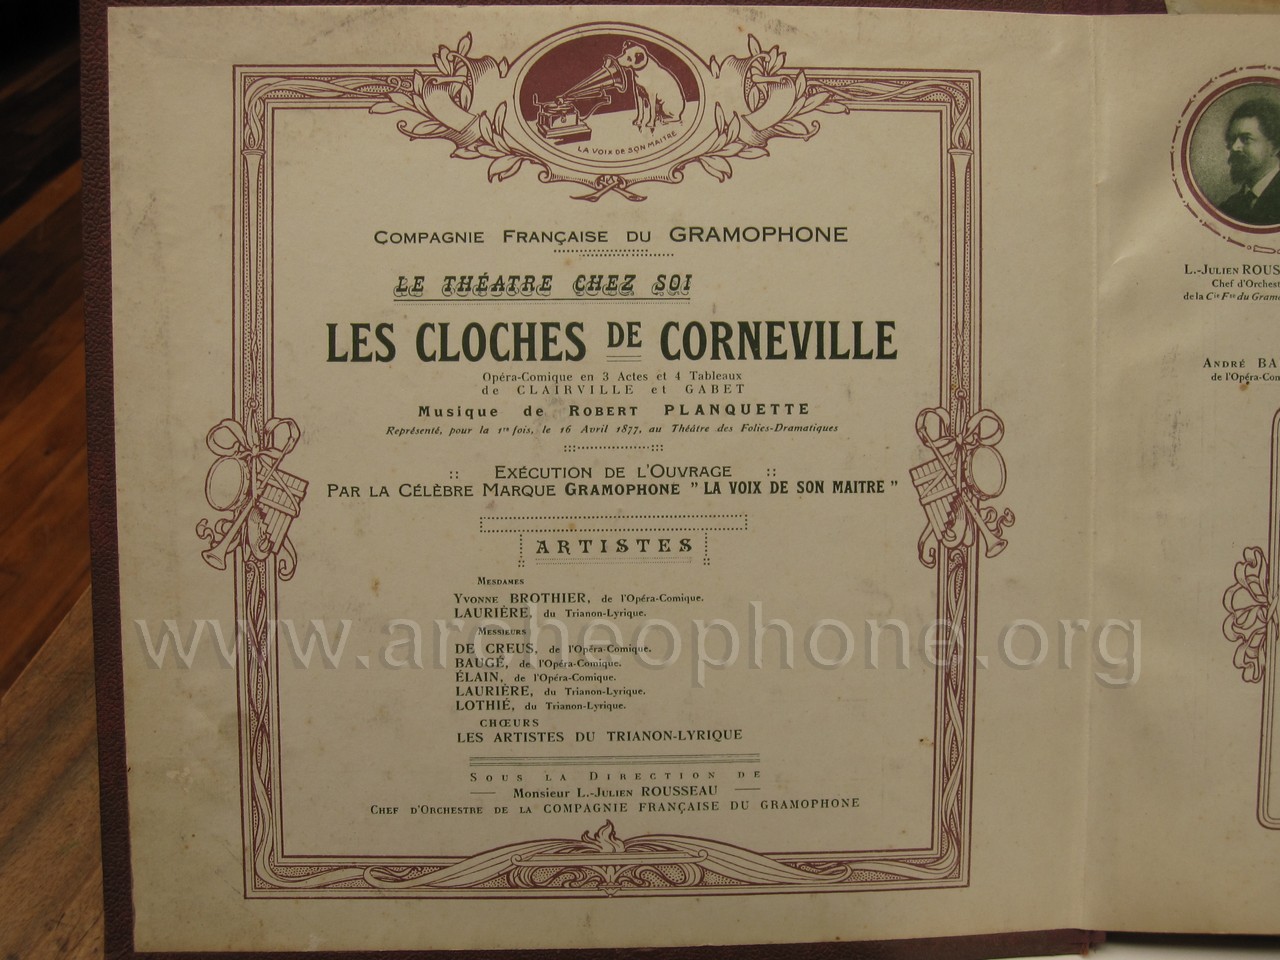 LA VOIX DE SON MAITRE
COMPAGNIE FRANÇAISE DU GRAMOPHONE
LE THÉATRE CHEZ SOI
LES CLOCHES DE CORNEVILLE
Opéra-Comique en 3 Actes et 4 Tableaux
de CLAIRVILLE et GABET
Musique de ROBERT PLANQUETTE
Représenté, pour la 1re fois, le 16 Avril 1877, au Théâtre des Folies-Dramatiques
:: EXÉCUTION DE L'OUVRAGE ::
PAR LA CÉLÈBRE MARQUE GRAMOPHONE " LA VOIX DE SON MAITRE "
ARTISTES
MESDAMES
YVONNE BROTHIER, de l'Opéra-Comique.
LAURIÈRE, du Trianon-Lyrique.
MESSIEURS
DE CREUS, de l'Opéra-Comique.
BAUGÉ, de l'Opéra-Comique.
ÉLAIN, de l'Opéra-Comique.
LAURIÈRE, du Trianon-Lyrique.
LOTHIÉ, du Trianon-Lyrique.
CHŒURS
LES ARTISTES DU TRIANON-LYRIQUE
SOUS LA DIRECTION DE
Monsieur L.-JULIEN ROUSSEAU
CHEF D'ORCHESTRE DE LA COMPAGNIE FRANÇAISE DU GRAMOPHONE
L.-JULIEN ROUS
Chef d'Orchest
de la Cie Fse du Gramo
ANDRÉ BA
de l'Opéra-Co
www.archeophone.org